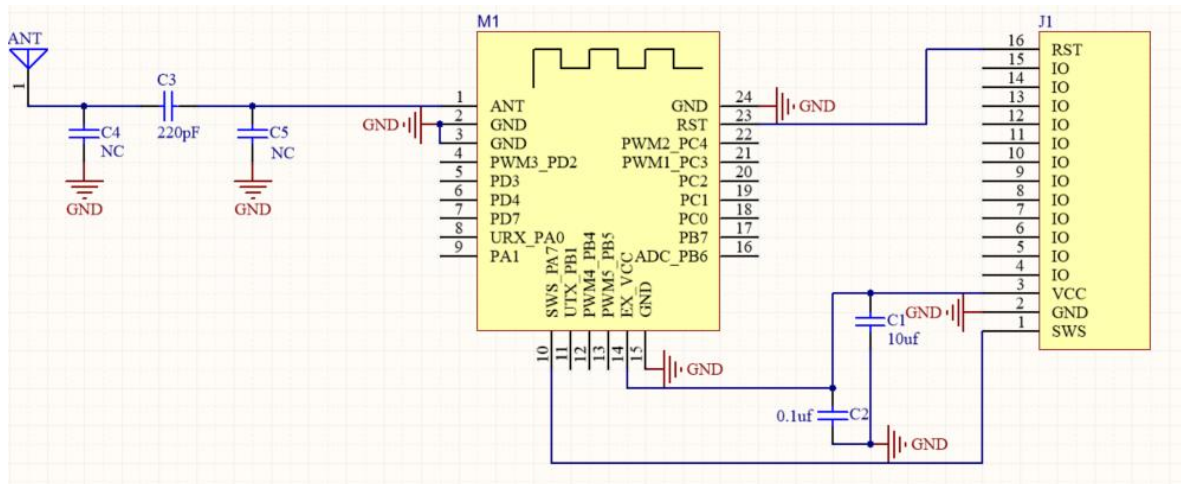 ANT
1
C3
220pF
C4
NC
GND
C5
NC
GND
M1
GND
1 ANT
2 GND
3 GND
4 PWM3_PD2
5 PD3
6 PD4
7 PD7
8 URX_PA0
9 PA1
10 SWS_PA7
11 UTX_PB1
12 PWM4_PB4
13 PWM5_PB5
14 EX_VCC
15 GND
GND
GND 24
GND
RST 23
PWM2_PC4 22
PWM1_PC3 21
PC2 20
PC1 19
PC0 18
PB7 17
ADC_PB6 16
J1
16 RST
15 IO
14 IO
13 IO
12 IO
11 IO
10 IO
9 IO
8 IO
7 IO
6 IO
5 IO
4 IO
3 VCC
2 GND
1 SWS
GND
C1
10uf
0.1uf C2
GND